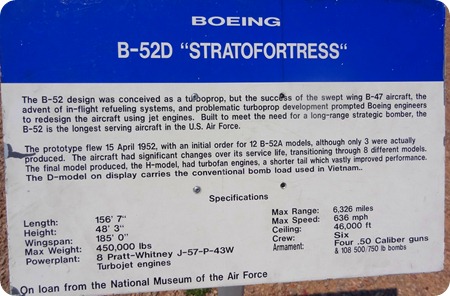 BOEING
B-52D "STRATOFORTRESS"
The B-52 design was conceived as a turboprop, but the success of the swept wing B-47 aircraft, the
advent of in-flight refueling systems, and problematic turboprop development prompted Boeing engineers
to redesign the aircraft using jet engines. Built to meet the need for a long-range strategic bomber, the
B-52 is the longest serving aircraft in the U.S. Air Force.
The prototype flew 15 April 1952, with an initial order for 12 B-52A models, although only 3 were actually
produced. The aircraft had significant changes over its service life, transitioning through 8 different models.
The final model produced, the H-model, had turbofan engines, a shorter tail which vastly improved performance.
The D-model on display carries the conventional bomb load used in Vietnam..
Specifications
Length: 156' 7"
Height: 48' 3"
Wingspan: 185' 0"
Max Weight: 450,000 lbs
Powerplant: 8 Pratt-Whitney J-57-P-43W
Turbojet engines
Max Range: 6,326 miles
Max Speed: 636 mph
Ceiling: 46,000 ft
Crew: Six
Armament: Four .50 Caliber guns
& 108 500/750 lb bombs
On loan from the National Museum of the Air Force